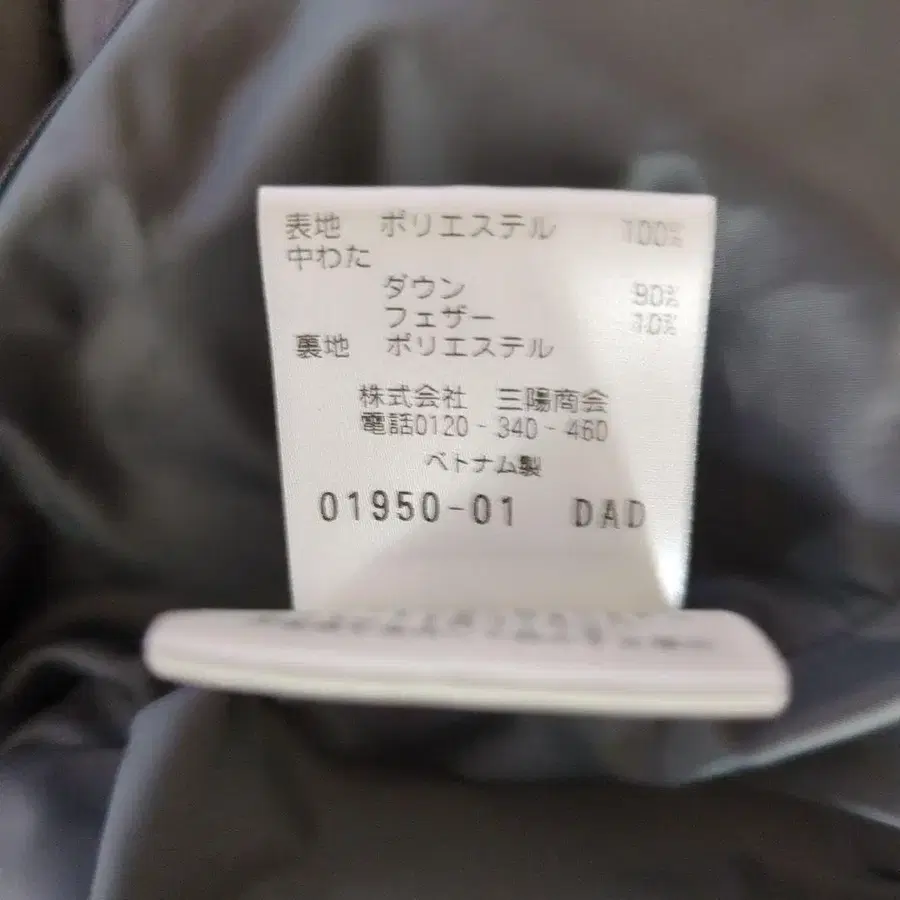 表地 ポリエステル 100%
中わた
ダウン 90%
フェザー 10%
裏地 ポリエステル
株式会社 三陽商会
電話0120-340-460
ベトナム製
01950-01 DAD